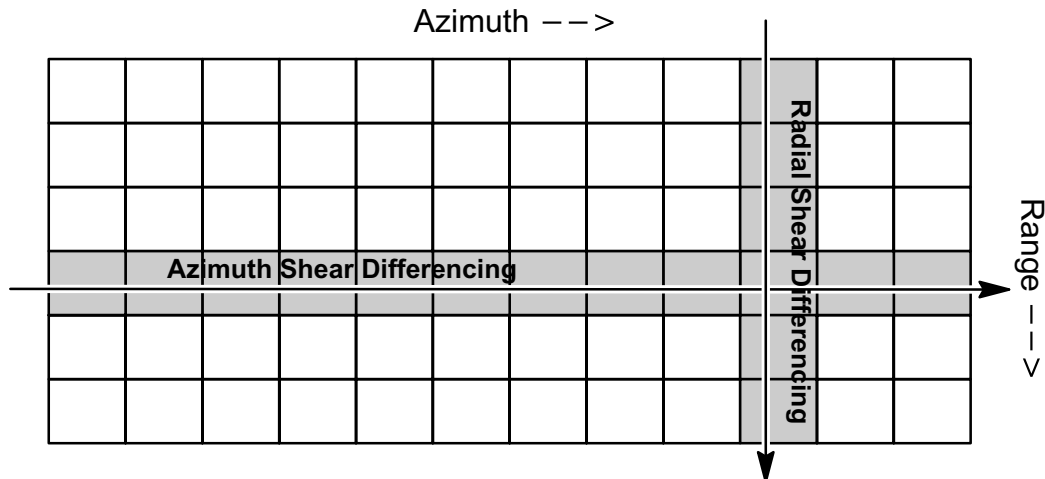 Azimuth −−>
Radial Shear Differencing
Azimuth Shear Differencing
Range −−>